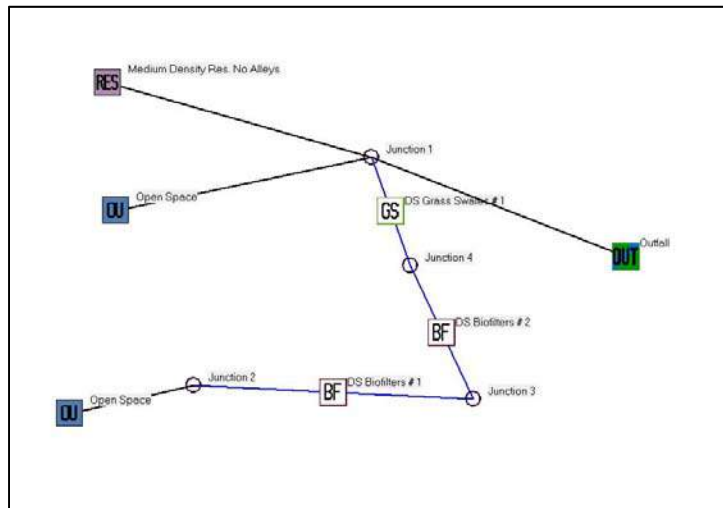 Medium Density Res. No Alleys
RES
Junction 1
Open Space
OU
DS Grass Swales # 1
GS
Outfall
OUT
Junction 4
DS Biofilters # 2
BF
Junction 2
DS Biofilters # 1
BF
Junction 3
Open Space
OU